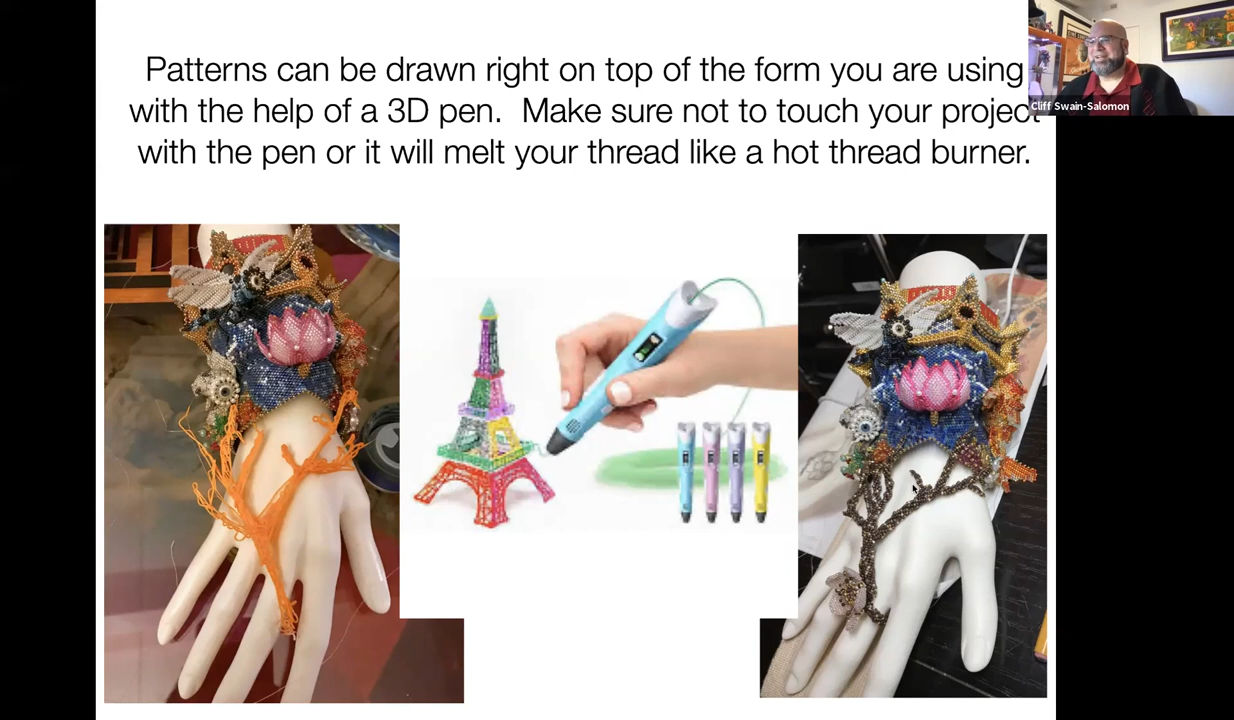 Patterns can be drawn right on top of the form you are using
with the help of a 3D pen.  Make sure not to touch your project
with the pen or it will melt your thread like a hot thread burner.
Cliff Swain-Salomon